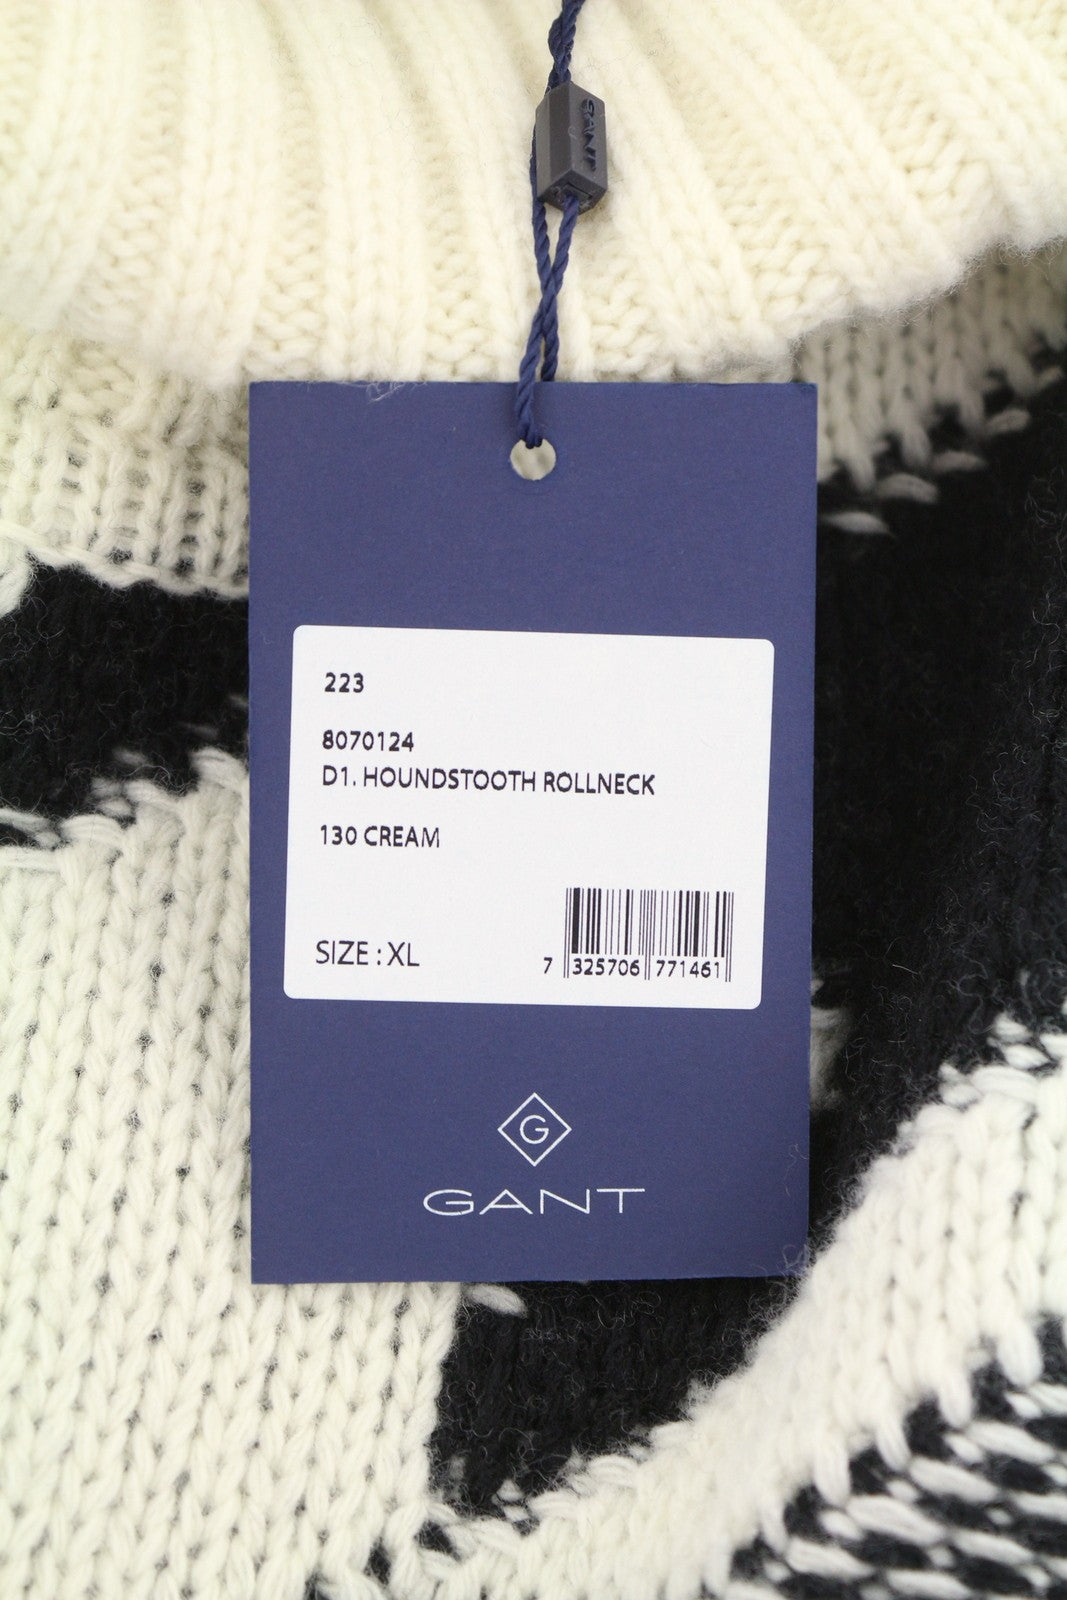 GANT
223
8070124
D1. HOUNDSTOOTH ROLLNECK
130 CREAM
SIZE : XL
7 325706 771461
G
GANT